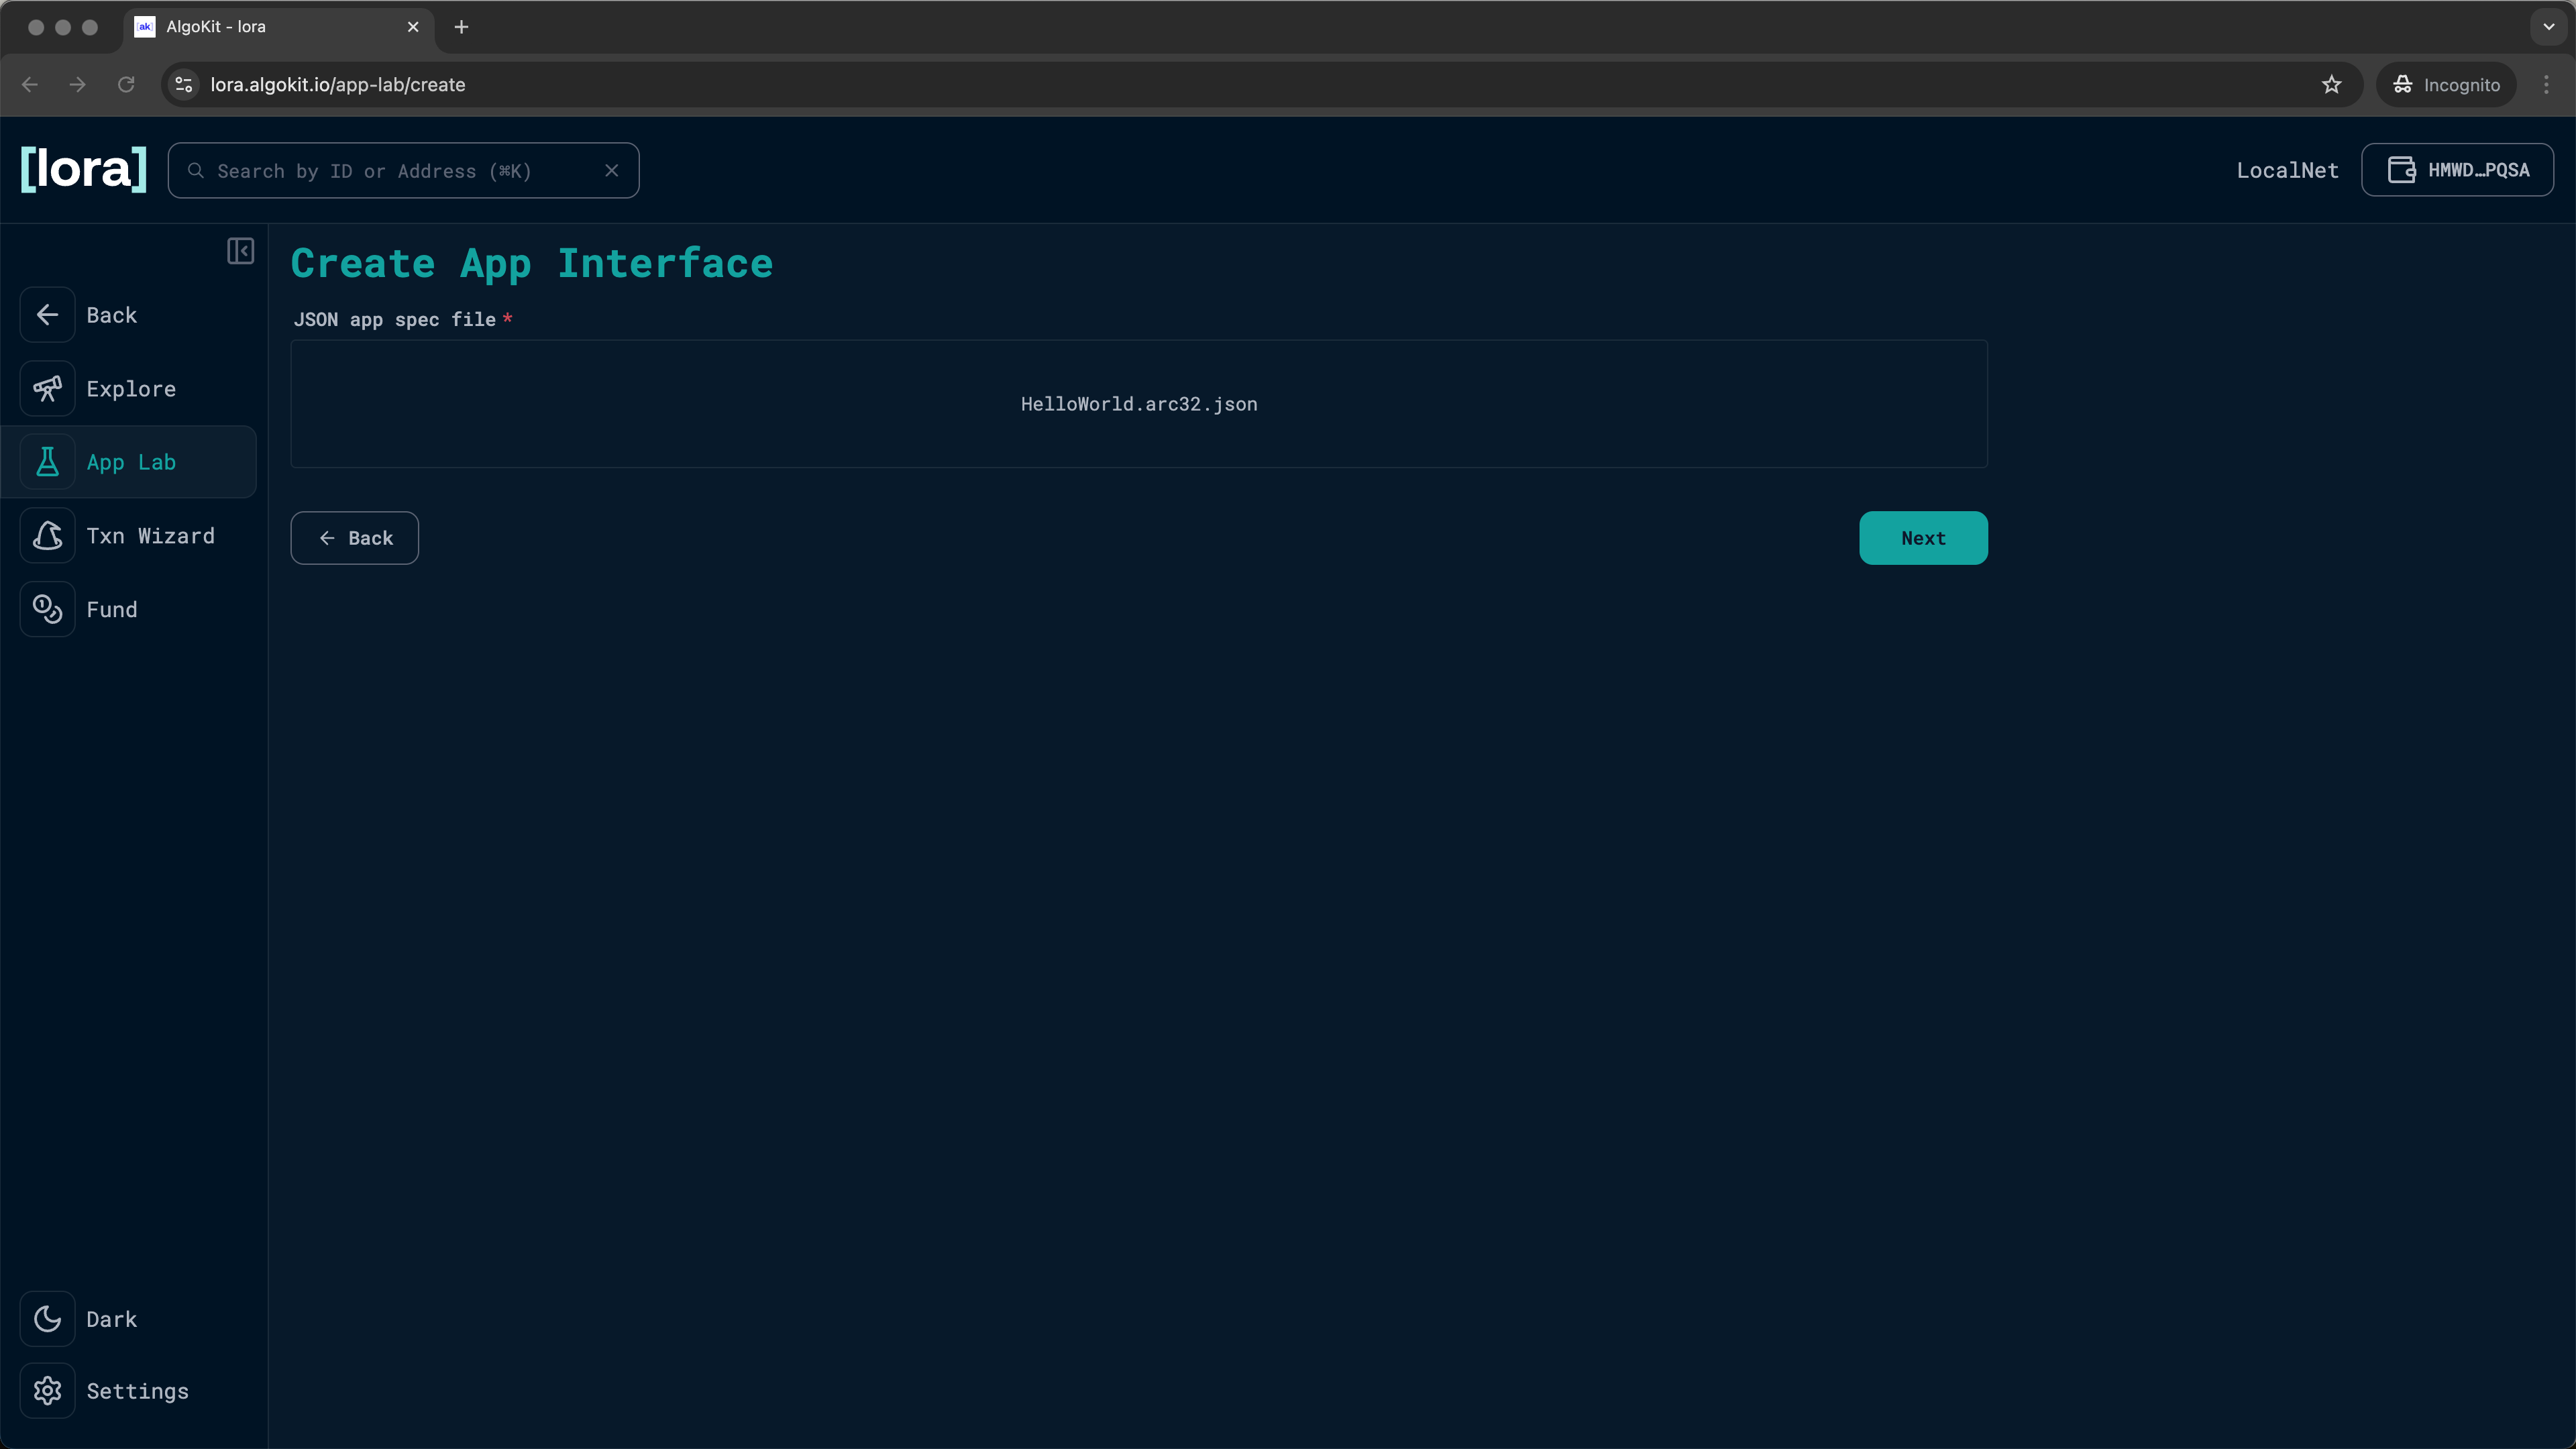 AlgoKit - lora
lora.algokit.io/app-lab/create
Incognito
[lora]
Search by ID or Address (⌘K)
LocalNet
HMWD…PQSA
Back
Explore
App Lab
Txn Wizard
Fund
Dark
Settings
Create App Interface
JSON app spec file *
HelloWorld.arc32.json
Back
Next